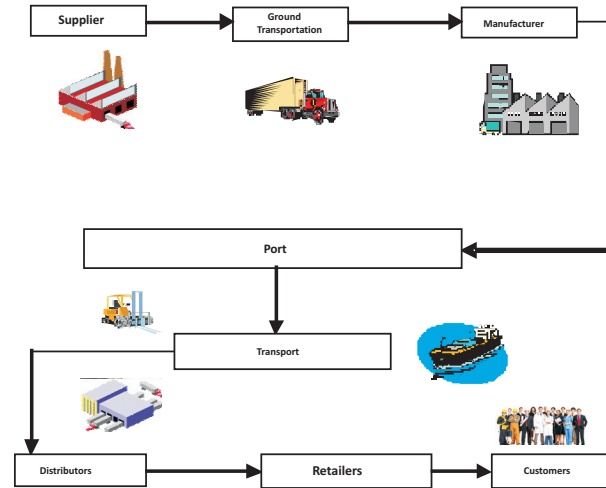 Supplier
Ground
Transportation
Manufacturer
Port
Transport
Distributors
Retailers
Customers